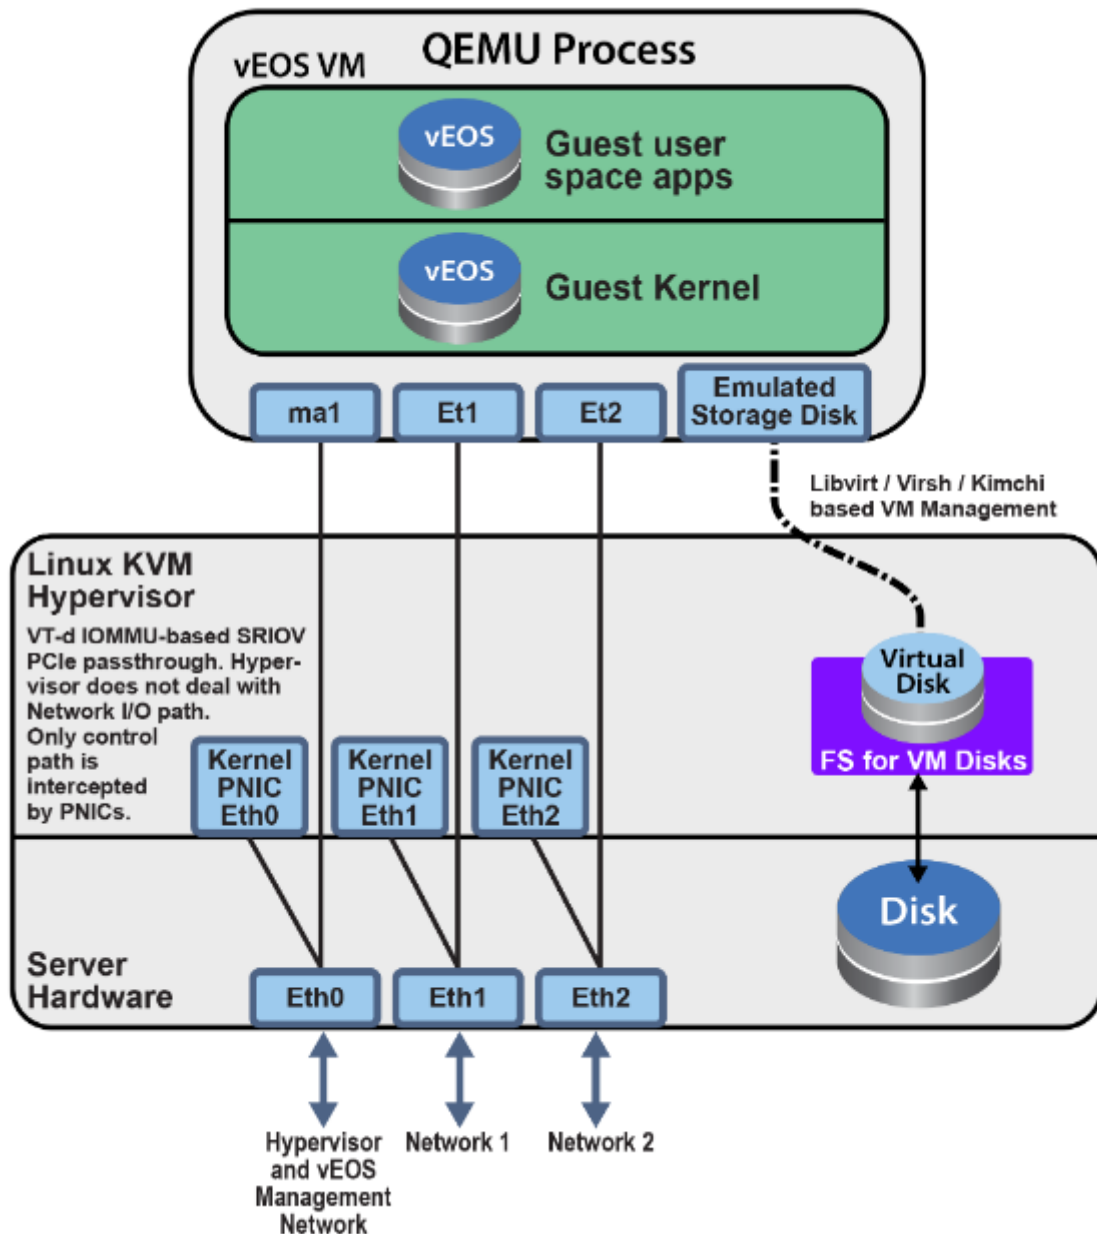 QEMU Process
vEOS VM
vEOS
Guest user
space apps
vEOS
Guest Kernel
ma1
Et1
Et2
Emulated
Storage Disk
Libvirt / Virsh / Kimchi
based VM Management
Linux KVM
Hypervisor
VT-d IOMMU-based SRIOV
PCIe passthrough. Hyper-
visor does not deal with
Network I/O path.
Only control
path is
intercepted
by PNICs.
Kernel
PNIC
Eth0
Kernel
PNIC
Eth1
Kernel
PNIC
Eth2
Virtual
Disk
FS for VM Disks
Disk
Server
Hardware
Eth0
Eth1
Eth2
Hypervisor
and vEOS
Management
Network
Network 1
Network 2